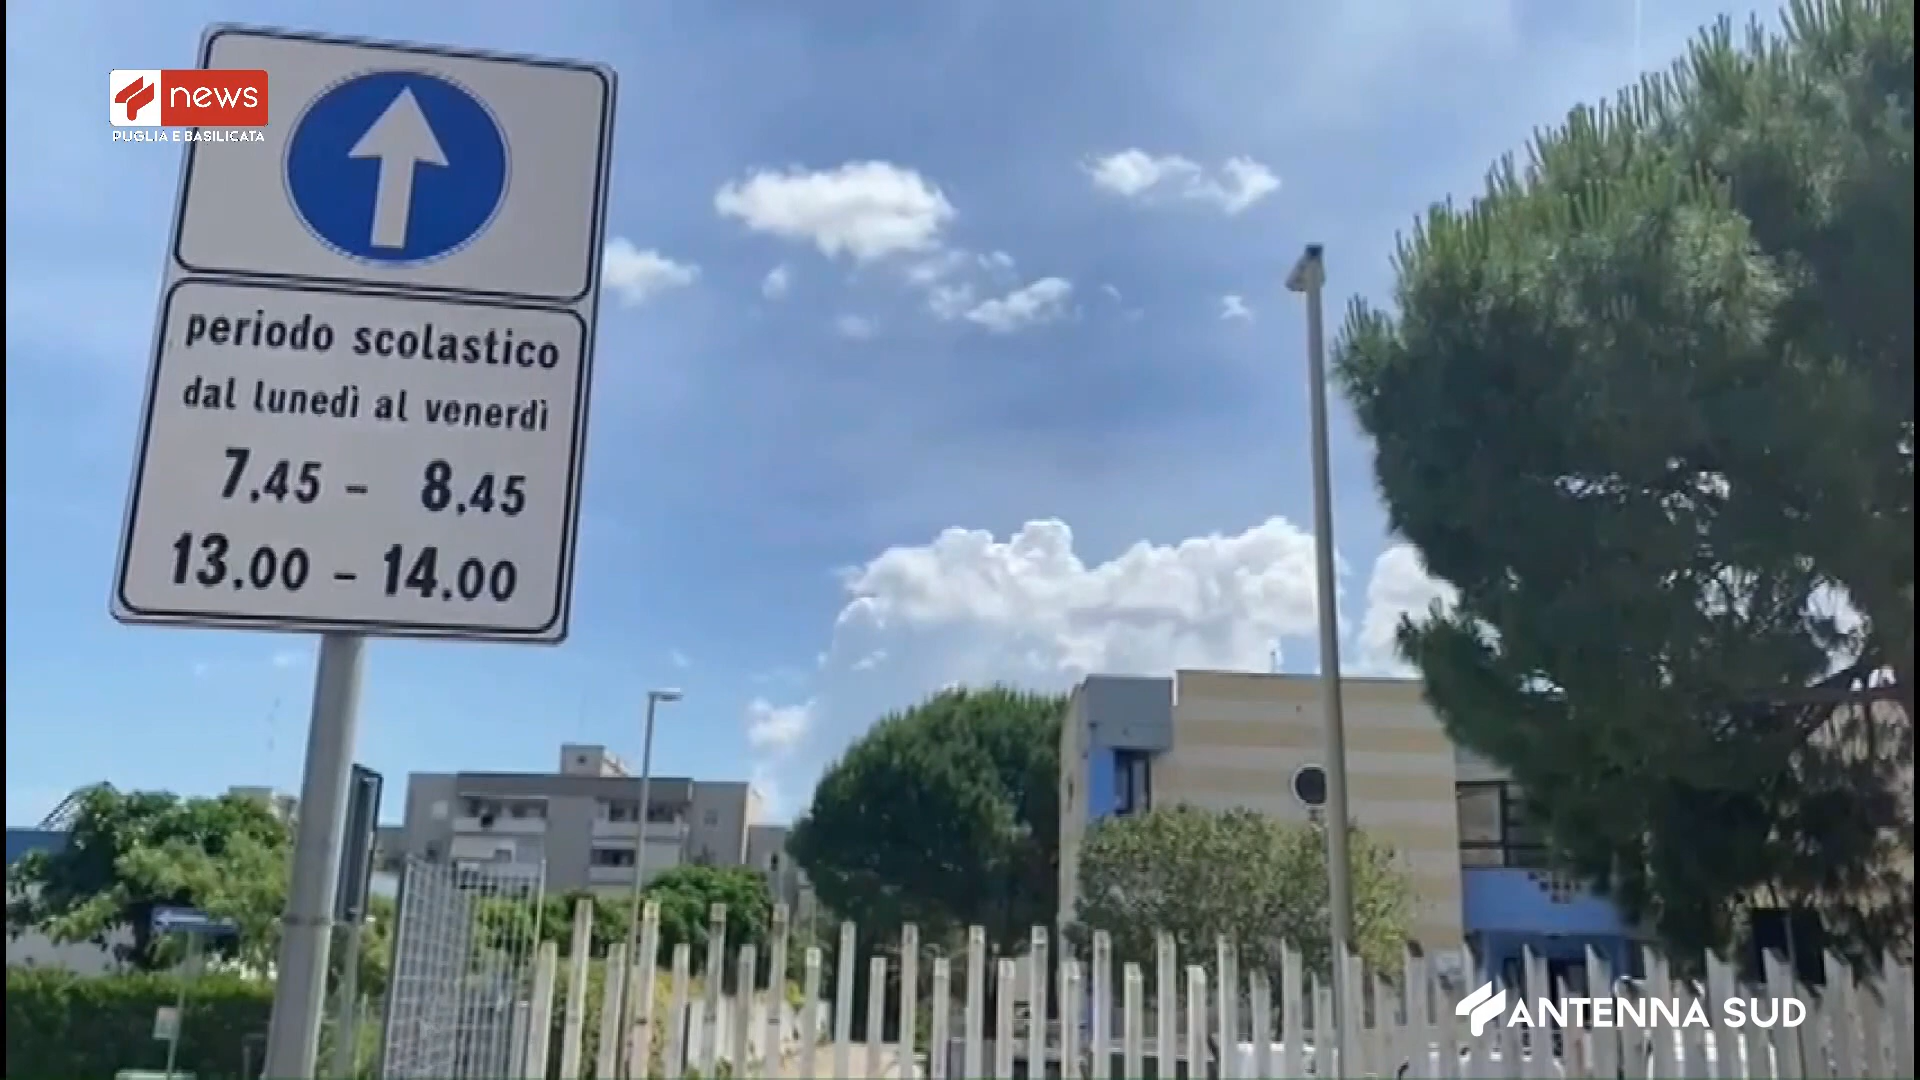 news
PUGLIA E BASILICATA
periodo scolastico
dal lunedì al venerdì
7.45 - 8.45
13.00 - 14.00
ANTENNA SUD